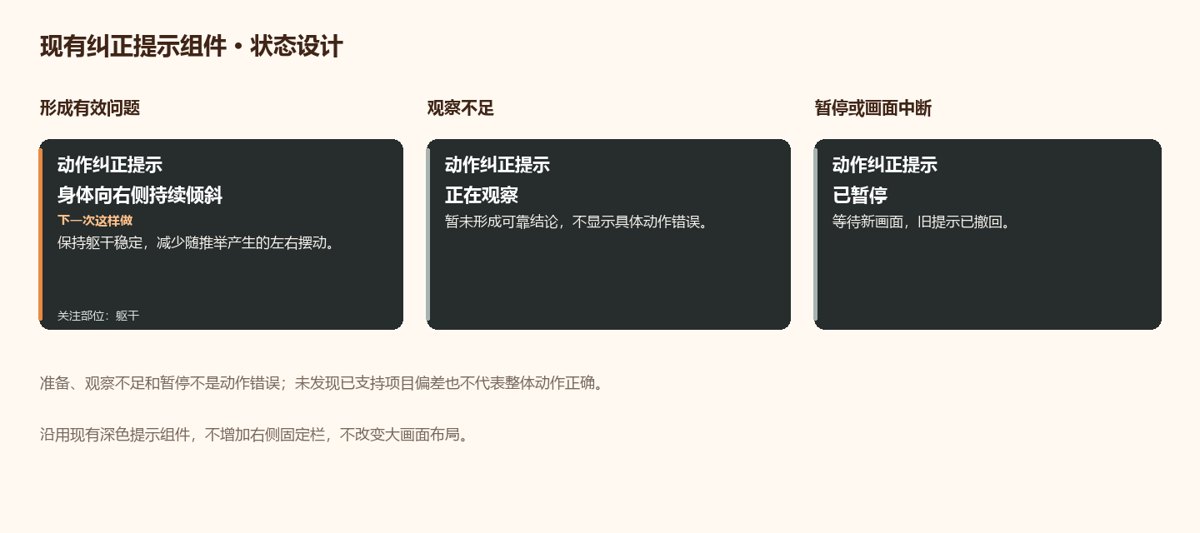 现有纠正提示组件 • 状态设计
形成有效问题
动作纠正提示
身体向右侧持续倾斜
下一次这样做
保持躯干稳定，减少随推举产生的左右摆动。
关注部位：躯干
观察不足
动作纠正提示
正在观察
暂未形成可靠结论，不显示具体动作错误。
暂停或画面中断
动作纠正提示
已暂停
等待新画面，旧提示已撤回。
准备、观察不足和暂停不是动作错误；未发现已支持项目偏差也不代表整体动作正确。
沿用现有深色提示组件，不增加右侧固定栏，不改变大画面布局。